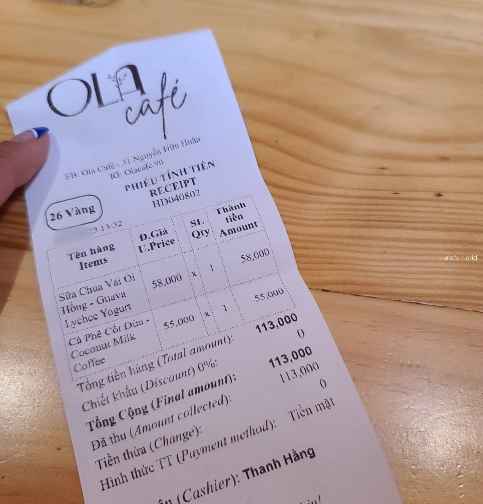 OLA
café
FB: Ola Café - 31 Nguyễn Hữu Huân
IG: Olacafe.vn
PHIẾU TÍNH TIỀN
RECEIPT
HD040802
26 Vàng
13:32
Tên hàng Items Đ.Giá U.Price SL Qty Thành tiền Amount
Sữa Chua Vải Ổi Hồng - Guava Lychee Yogurt 58,000 x 1 58,000
Cà Phê Cốt Dừa - Coconut Milk Coffee 55,000 x 1 55,000
Tổng tiền hàng (Total amount): 113,000
Chiết khấu (Discount) 0%: 0
Tổng Cộng (Final amount): 113,000
Đã thu (Amount collected): 113,000
Tiền thừa (Change): 0
Hình thức TT (Payment method): Tiền mặt
(Cashier): Thanh Hằng